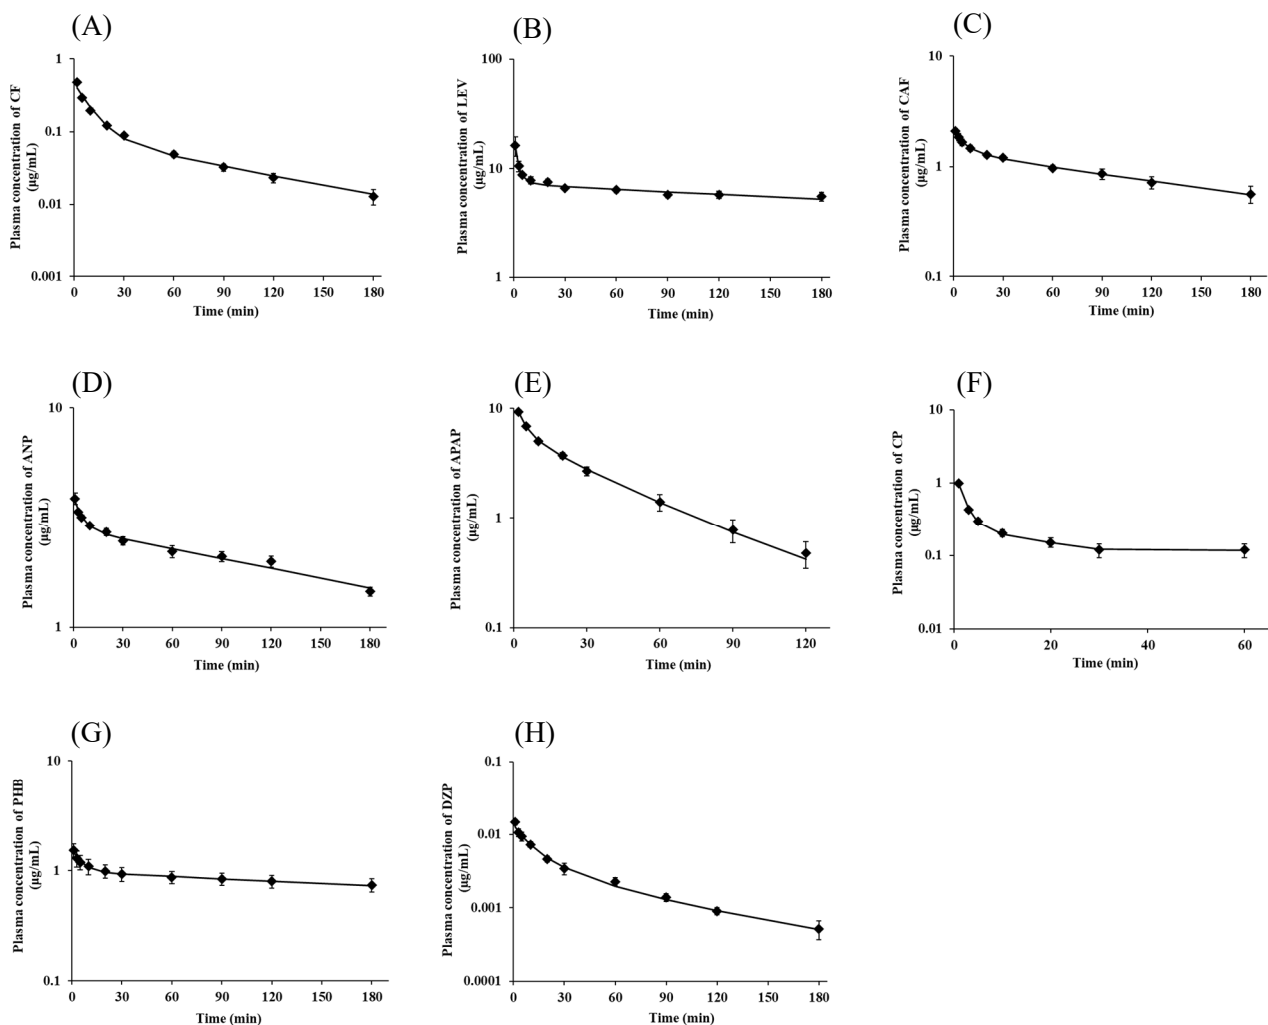 (A)
Plasma concentration of CF
(µg/mL)
1
0.1
0.01
0.001
0 30 60 90 120 150 180
Time (min)
(B)
Plasma concentration of LEV
(µg/mL)
100
10
1
0 30 60 90 120 150 180
Time (min)
(C)
Plasma concentration of CAF
(µg/mL)
10
1
0.1
0 30 60 90 120 150 180
Time (min)
(D)
Plasma concentration of ANP
(µg/mL)
10
1
0 30 60 90 120 150 180
Time (min)
(E)
Plasma concentration of APAP
(µg/mL)
10
1
0.1
0 30 60 90 120
Time (min)
(F)
Plasma concentration of CP
(µg/mL)
10
1
0.1
0.01
0 20 40 60
Time (min)
(G)
Plasma concentration of PHB
(µg/mL)
10
1
0.1
0 30 60 90 120 150 180
Time (min)
(H)
Plasma concentration of DZP
(µg/mL)
0.1
0.01
0.001
0.0001
0 30 60 90 120 150 180
Time (min)